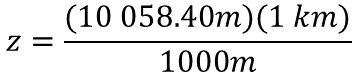 z = (10 058.40m)(1 km) / 1000m